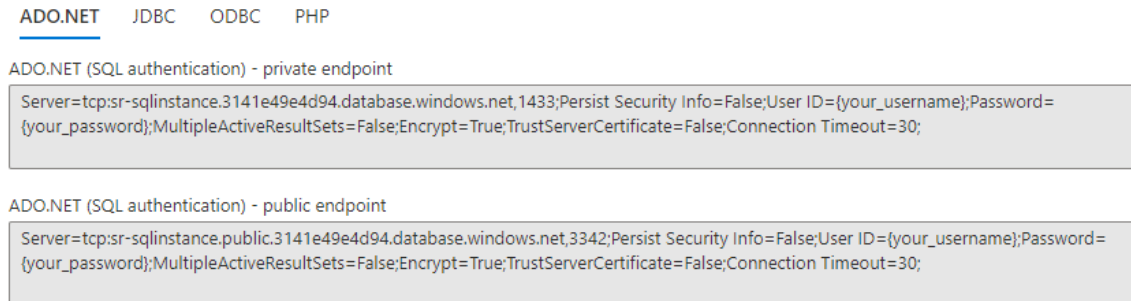 ADO.NET JDBC ODBC PHP
ADO.NET (SQL authentication) - private endpoint
Server=tcp:sr-sqlinstance.3141e49e4d94.database.windows.net,1433;Persist Security Info=False;User ID={your_username};Password=
{your_password};MultipleActiveResultSets=False;Encrypt=True;TrustServerCertificate=False;Connection Timeout=30;
ADO.NET (SQL authentication) - public endpoint
Server=tcp:sr-sqlinstance.public.3141e49e4d94.database.windows.net,3342;Persist Security Info=False;User ID={your_username};Password=
{your_password};MultipleActiveResultSets=False;Encrypt=True;TrustServerCertificate=False;Connection Timeout=30;